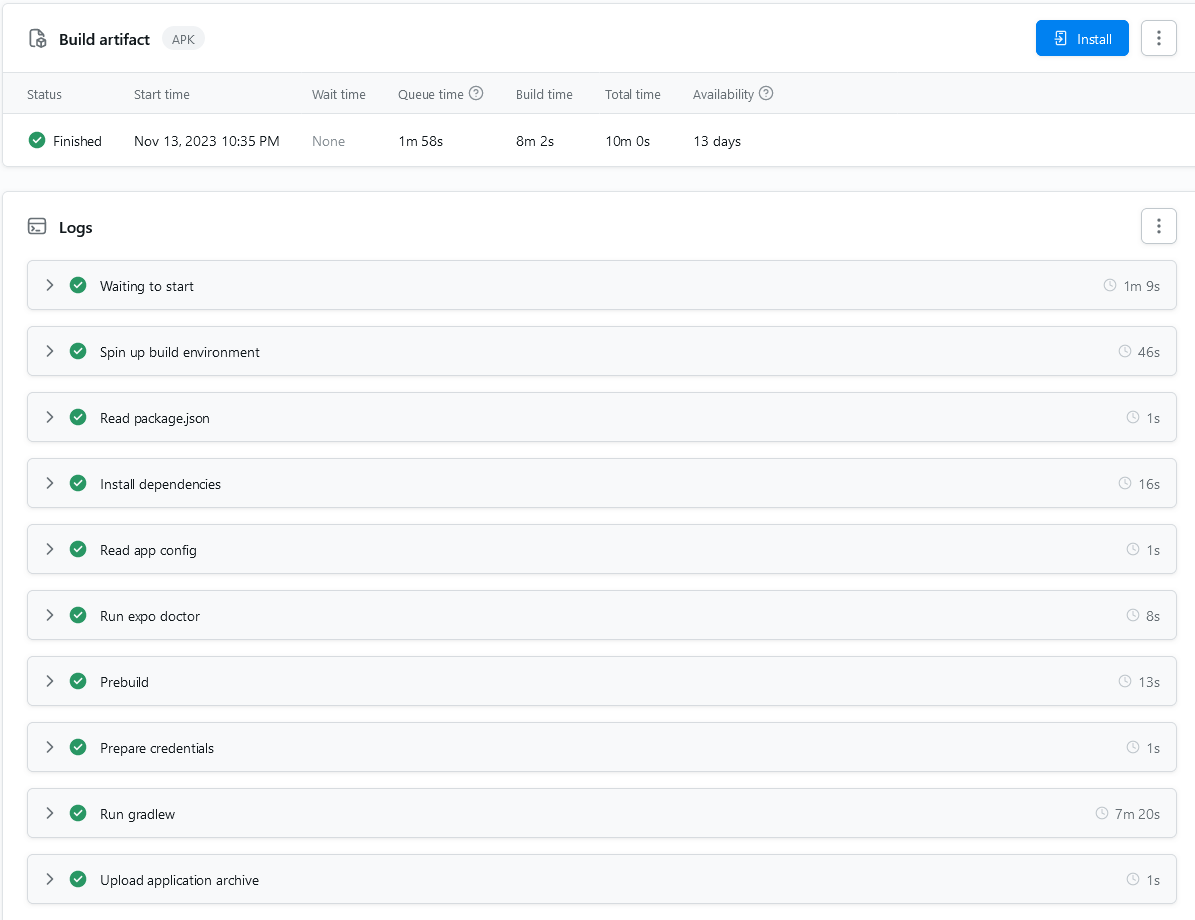 Build artifact APK Install
Status Start time Wait time Queue time Build time Total time Availability
Finished Nov 13, 2023 10:35 PM None 1m 58s 8m 2s 10m 0s 13 days
Logs
Waiting to start 1m 9s
Spin up build environment 46s
Read package.json 1s
Install dependencies 16s
Read app config 1s
Run expo doctor 8s
Prebuild 13s
Prepare credentials 1s
Run gradlew 7m 20s
Upload application archive 1s